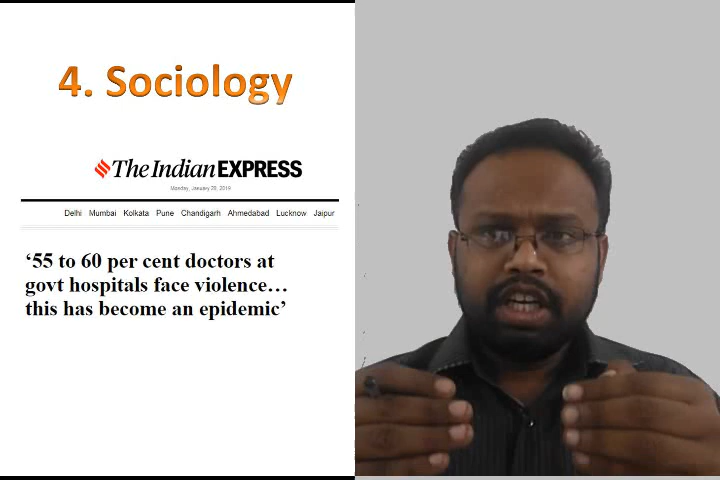 4. Sociology
The Indian EXPRESS
Monday, January 28, 2019
Delhi Mumbai Kolkata Pune Chandigarh Ahmedabad Lucknow Jaipur
‘55 to 60 per cent doctors at
govt hospitals face violence…
this has become an epidemic’